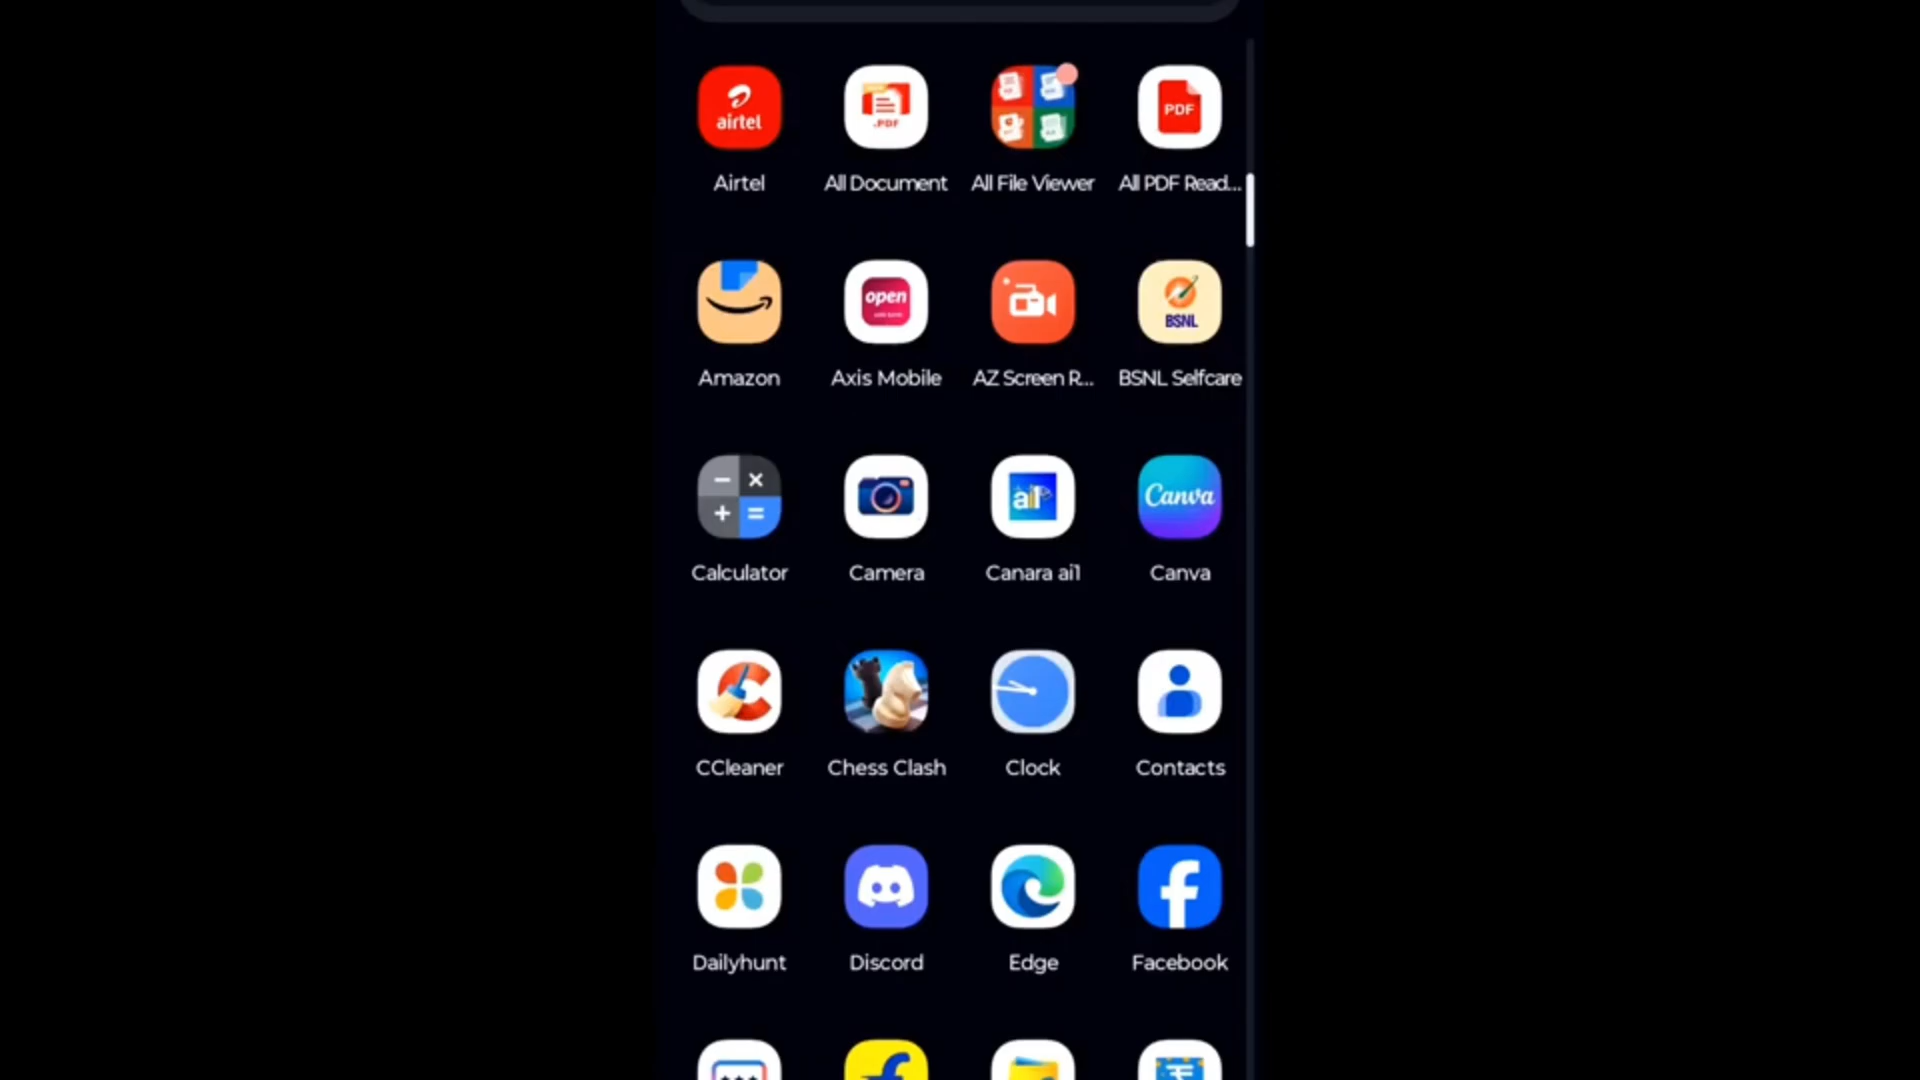 airtel
.PDF
PDF
Airtel
All Document
All File Viewer
All PDF Read...
open
BSNL
Amazon
Axis Mobile
AZ Screen R...
BSNL Selfcare
− ×
+ =
ai1
Canva
Calculator
Camera
Canara ai1
Canva
CCleaner
Chess Clash
Clock
Contacts
Dailyhunt
Discord
Edge
Facebook